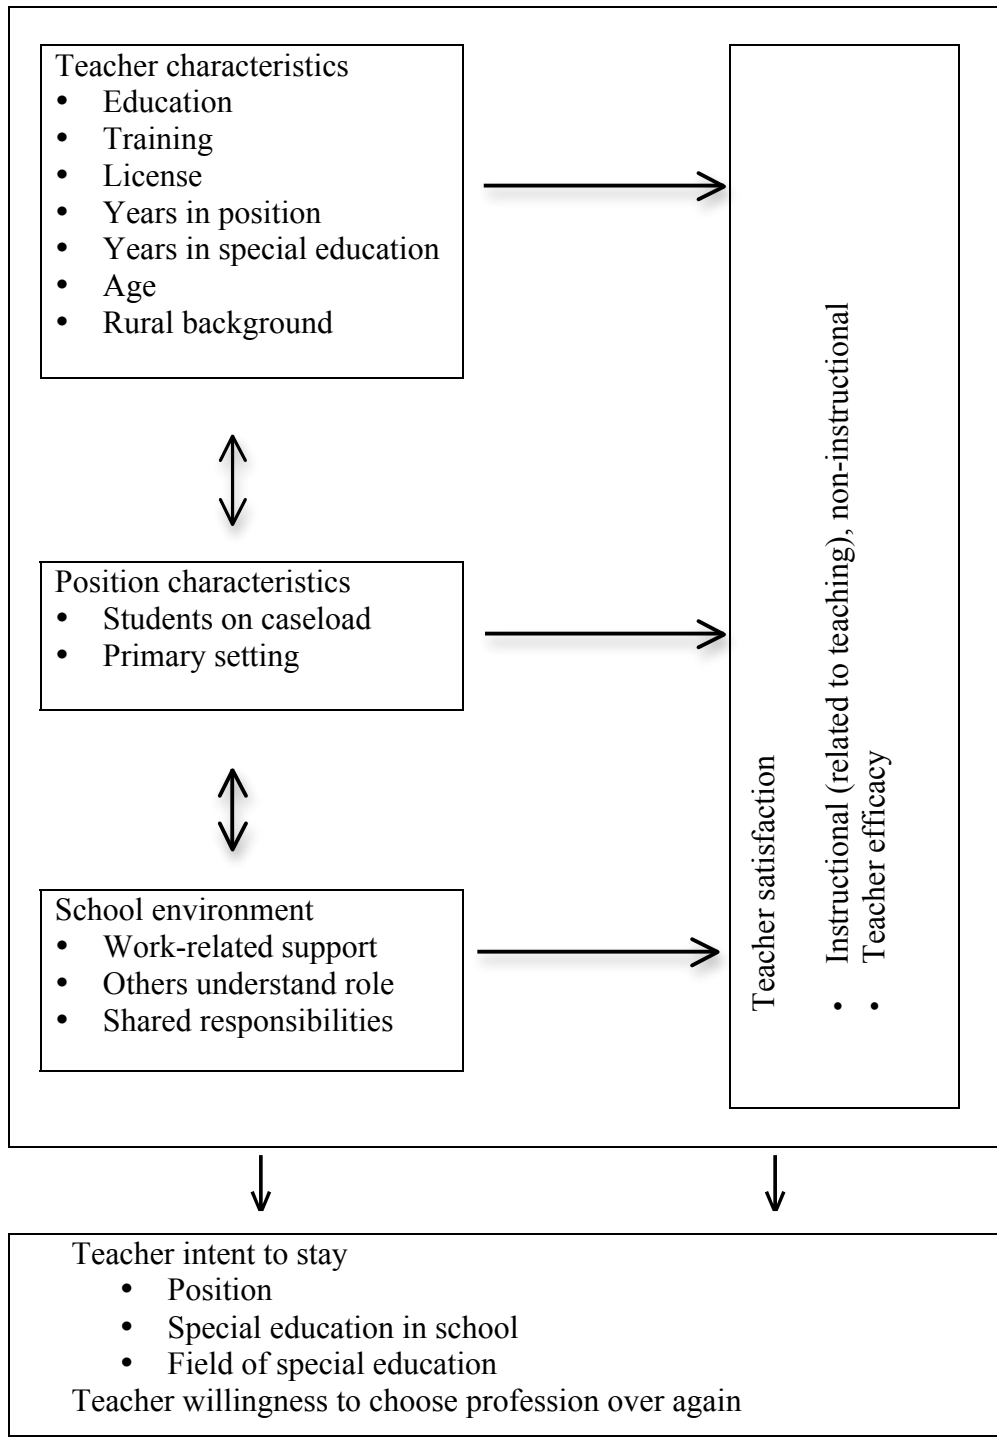 Teacher characteristics
• Education
• Training
• License
• Years in position
• Years in special education
• Age
• Rural background
Position characteristics
• Students on caseload
• Primary setting
School environment
• Work-related support
• Others understand role
• Shared responsibilities
Teacher satisfaction
• Instructional (related to teaching), non-instructional
• Teacher efficacy
Teacher intent to stay
• Position
• Special education in school
• Field of special education
Teacher willingness to choose profession over again